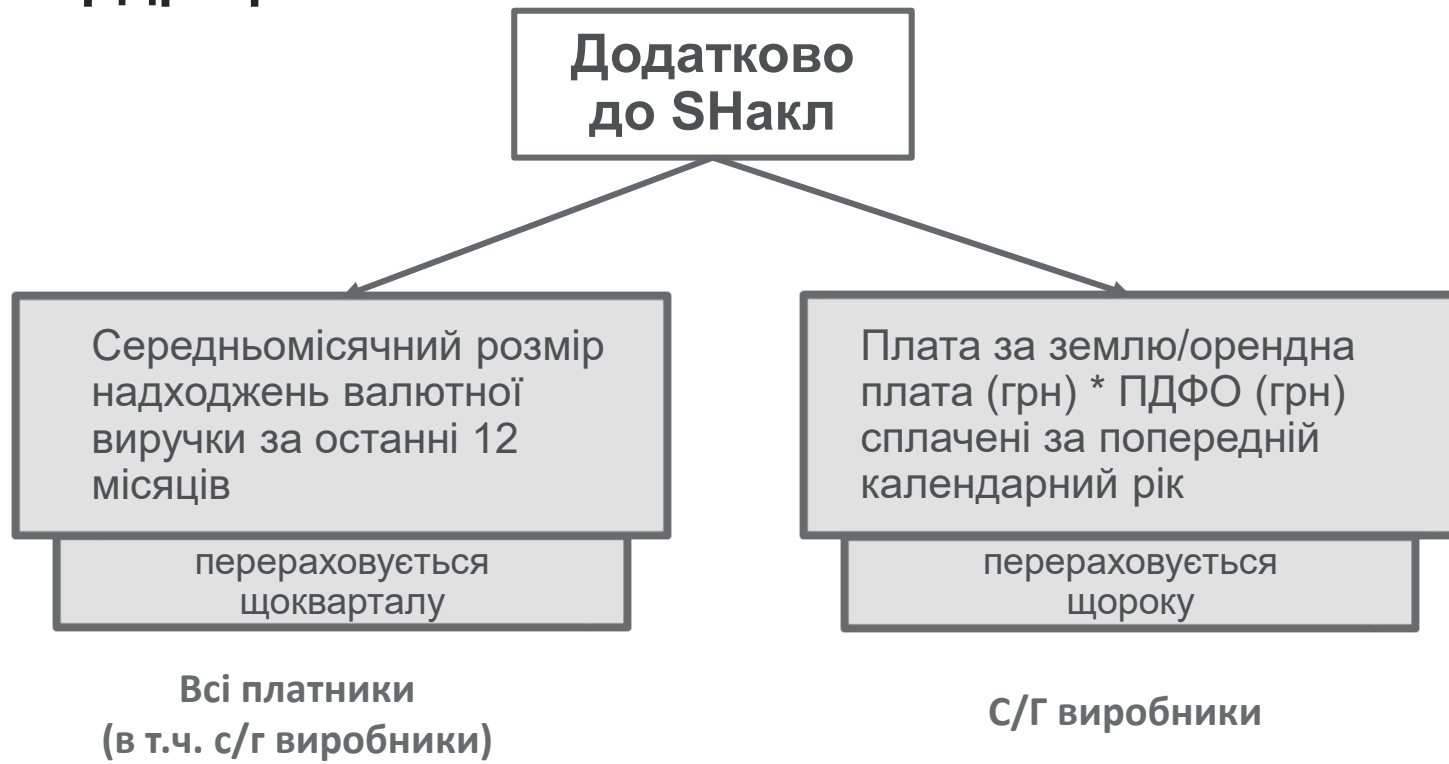 Додатково
до SНакл
Середньомісячний розмір
надходжень валютної
виручки за останні 12
місяців
перераховується
щокварталу
Всі платники
(в т.ч. с/г виробники)
Плата за землю/орендна
плата (грн) * ПДФО (грн)
сплачені за попередній
календарний рік
перераховується
щороку
С/Г виробники